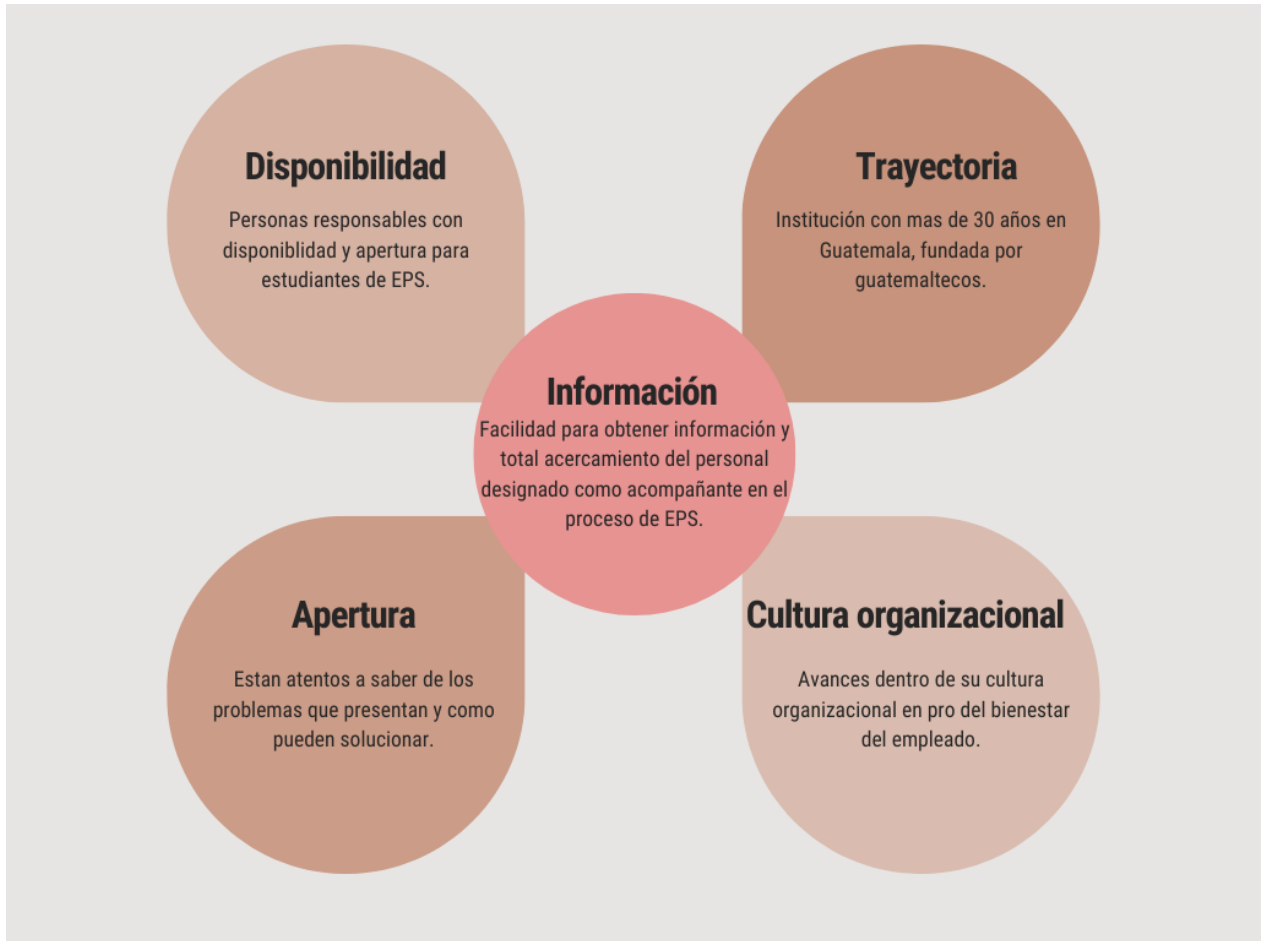 Disponibilidad
Personas responsables con
disponiblidad y apertura para
estudiantes de EPS.
Trayectoria
Institución con mas de 30 años en
Guatemala, fundada por
guatemaltecos.
Información
Facilidad para obtener información y
total acercamiento del personal
designado como acompañante en el
proceso de EPS.
Apertura
Estan atentos a saber de los
problemas que presentan y como
pueden solucionar.
Cultura organizacional
Avances dentro de su cultura
organizacional en pro del bienestar
del empleado.